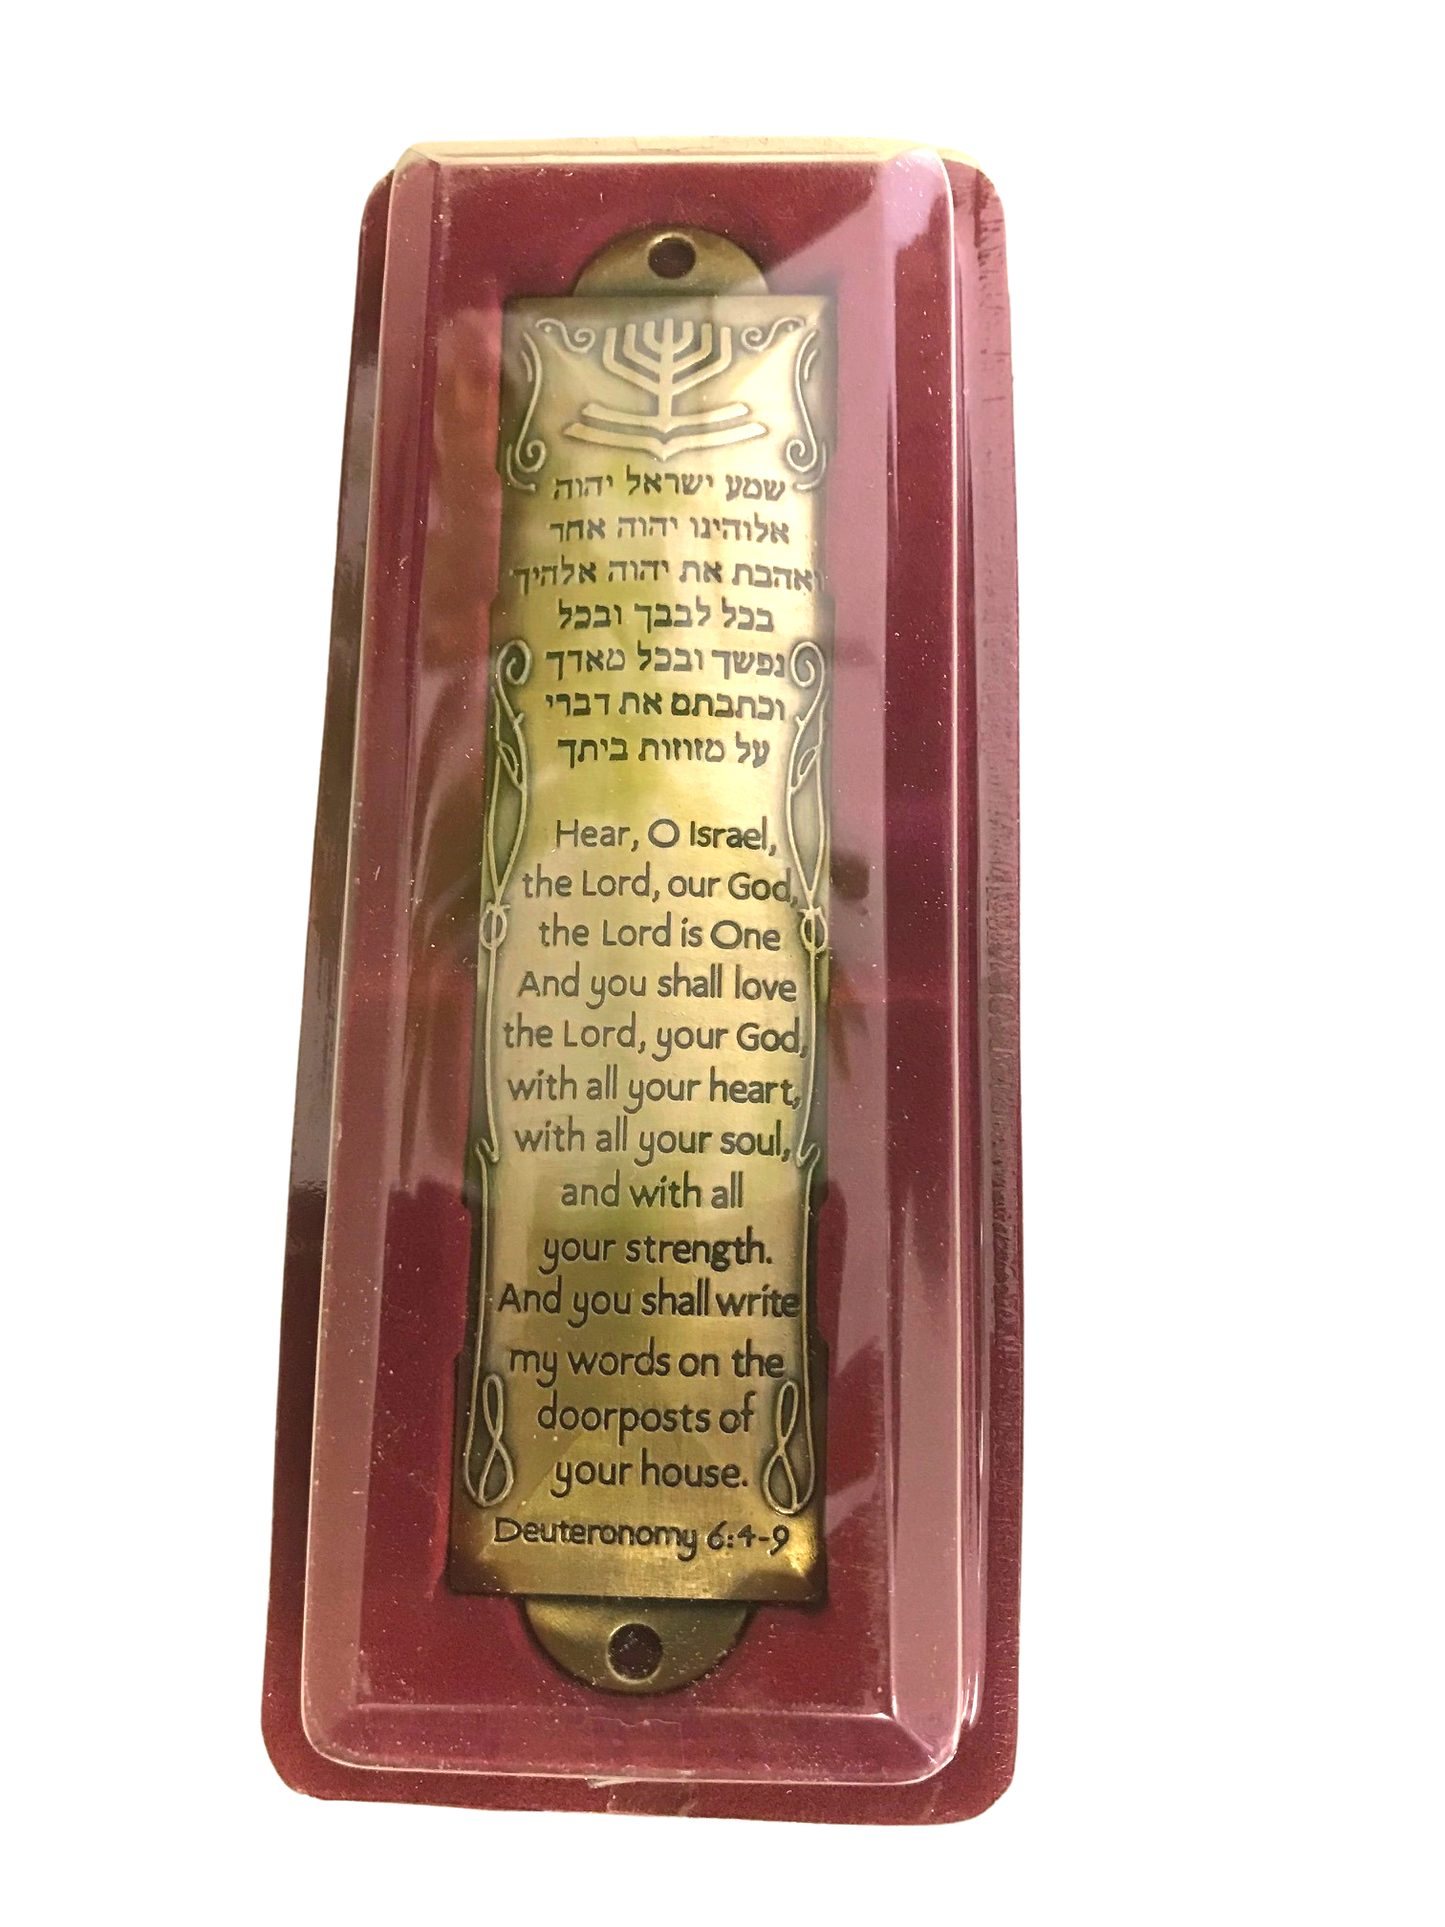 שמע ישראל יהוה
אלוהינו יהוה אחד
ואהבת את יהוה אלהיך
בכל לבבך ובכל
נפשך ובכל מאדך
וכתבתם את דברי
על מזוזות ביתך
Hear, O Israel,
the Lord, our God,
the Lord is One
And you shall love
the Lord, your God,
with all your heart,
with all your soul,
and with all
your strength.
And you shall write
my words on the
doorposts of
your house.
Deuteronomy 6:4-9